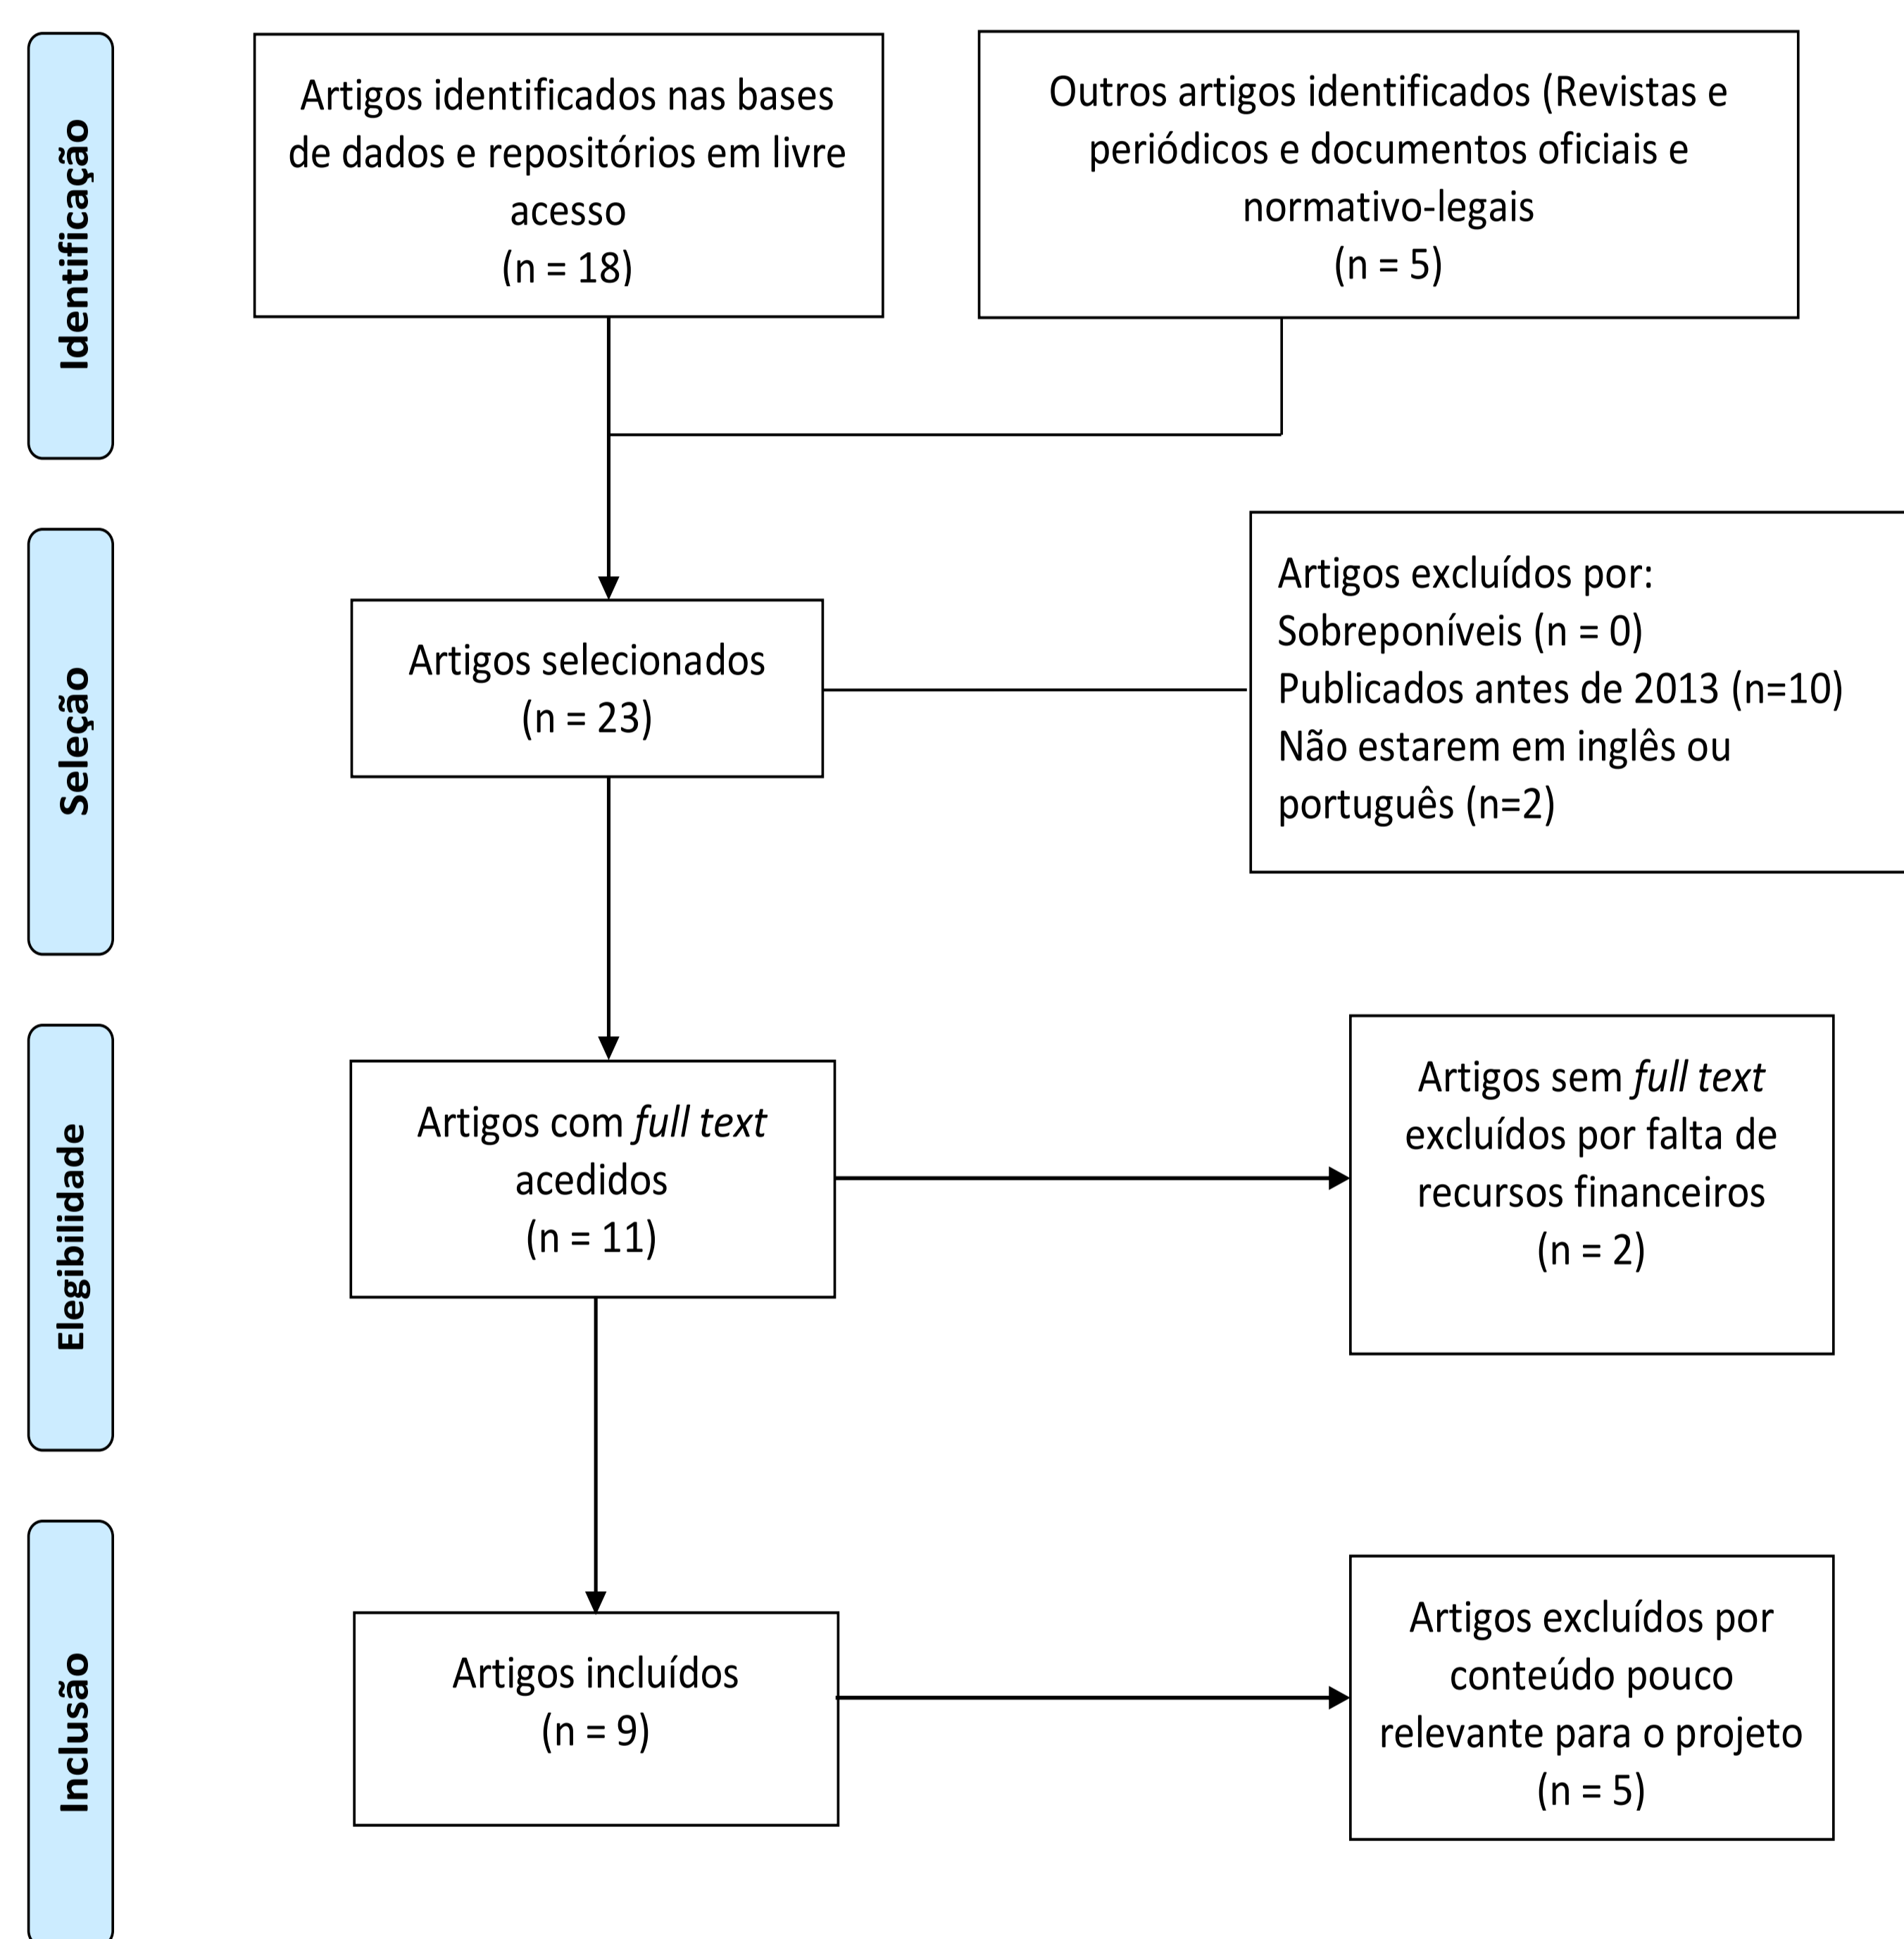 Identificação
Artigos identificados nas bases
de dados e repositórios em livre
acesso
(n = 18)
Outros artigos identificados (Revistas e
periódicos e documentos oficiais e
normativo-legais
(n = 5)
Seleção
Artigos selecionados
(n = 23)
Artigos excluídos por:
Sobreponíveis (n = 0)
Publicados antes de 2013 (n=10)
Não estarem em inglês ou
português (n=2)
Elegibilidade
Artigos com full text
acedidos
(n = 11)
Artigos sem full text
excluídos por falta de
recursos financeiros
(n = 2)
Inclusão
Artigos incluídos
(n = 9)
Artigos excluídos por
conteúdo pouco
relevante para o projeto
(n = 5)